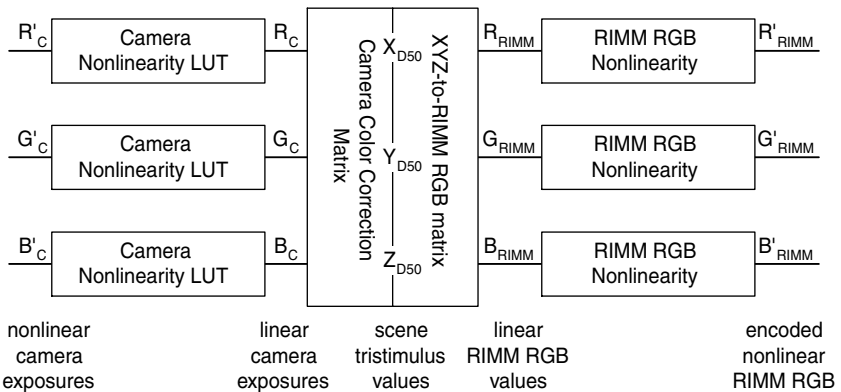 R'C
Camera
Nonlinearity LUT
RC
Camera Color Correction
Matrix
XD50
XYZ-to-RIMM RGB matrix
RRIMM
RIMM RGB
Nonlinearity
R'RIMM
G'C
Camera
Nonlinearity LUT
GC
YD50
GRIMM
RIMM RGB
Nonlinearity
G'RIMM
B'C
Camera
Nonlinearity LUT
BC
ZD50
BRIMM
RIMM RGB
Nonlinearity
B'RIMM
nonlinear
camera
exposures
linear
camera
exposures
scene
tristimulus
values
linear
RIMM RGB
values
encoded
nonlinear
RIMM RGB